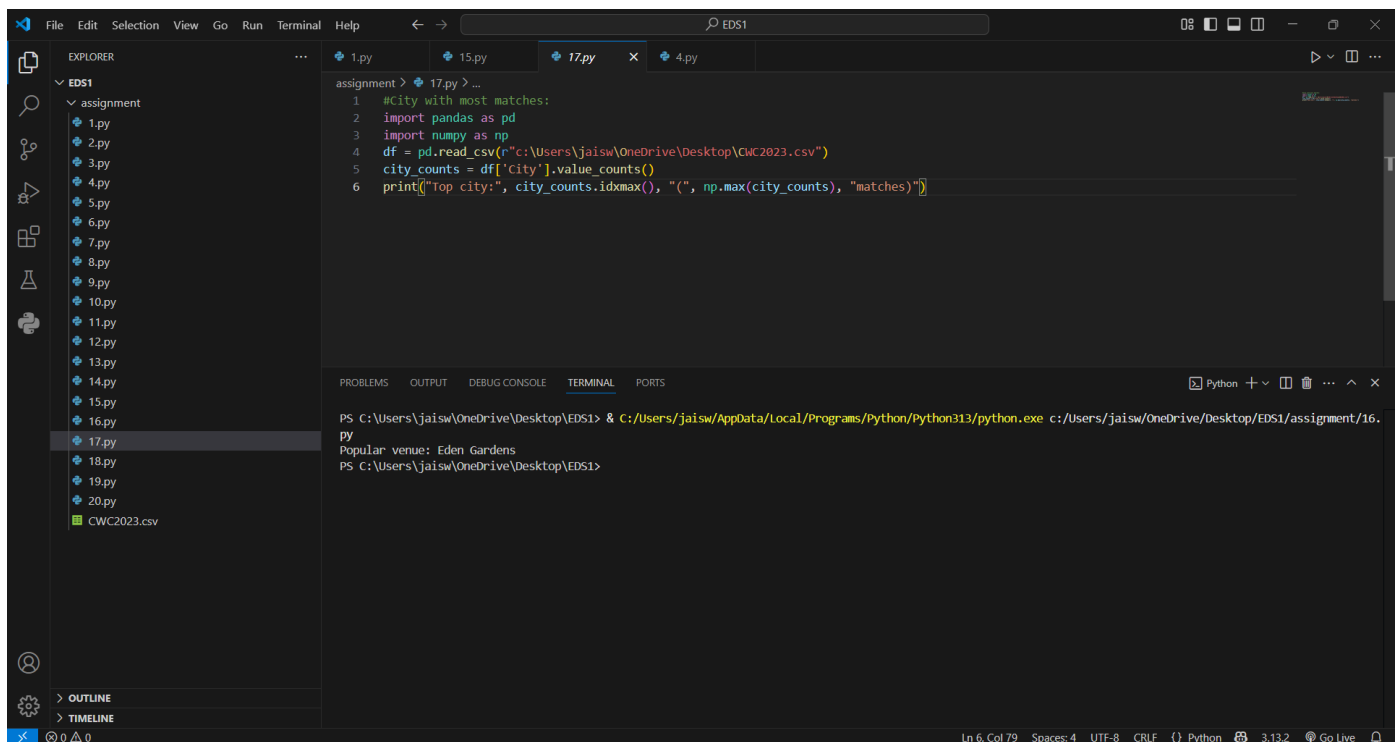 File Edit Selection View Go Run Terminal Help
EDS1
EXPLORER
EDS1
assignment
1.py
2.py
3.py
4.py
5.py
6.py
7.py
8.py
9.py
10.py
11.py
12.py
13.py
14.py
15.py
16.py
17.py
18.py
19.py
20.py
CWC2023.csv
OUTLINE
TIMELINE
1.py 15.py 17.py 4.py
assignment > 17.py > ...
1 #City with most matches:
2 import pandas as pd
3 import numpy as np
4 df = pd.read_csv(r"c:\Users\jaisw\OneDrive\Desktop\CWC2023.csv")
5 city_counts = df['City'].value_counts()
6 print("Top city:", city_counts.idxmax(), "(", np.max(city_counts), "matches)")
PROBLEMS OUTPUT DEBUG CONSOLE TERMINAL PORTS
Python
PS C:\Users\jaisw\OneDrive\Desktop\EDS1> & C:/Users/jaisw/AppData/Local/Programs/Python/Python313/python.exe c:/Users/jaisw/OneDrive/Desktop/EDS1/assignment/16.
py
Popular venue: Eden Gardens
PS C:\Users\jaisw\OneDrive\Desktop\EDS1>
0 0 Ln 6, Col 79 Spaces: 4 UTF-8 CRLF {} Python 3.13.2 Go Live